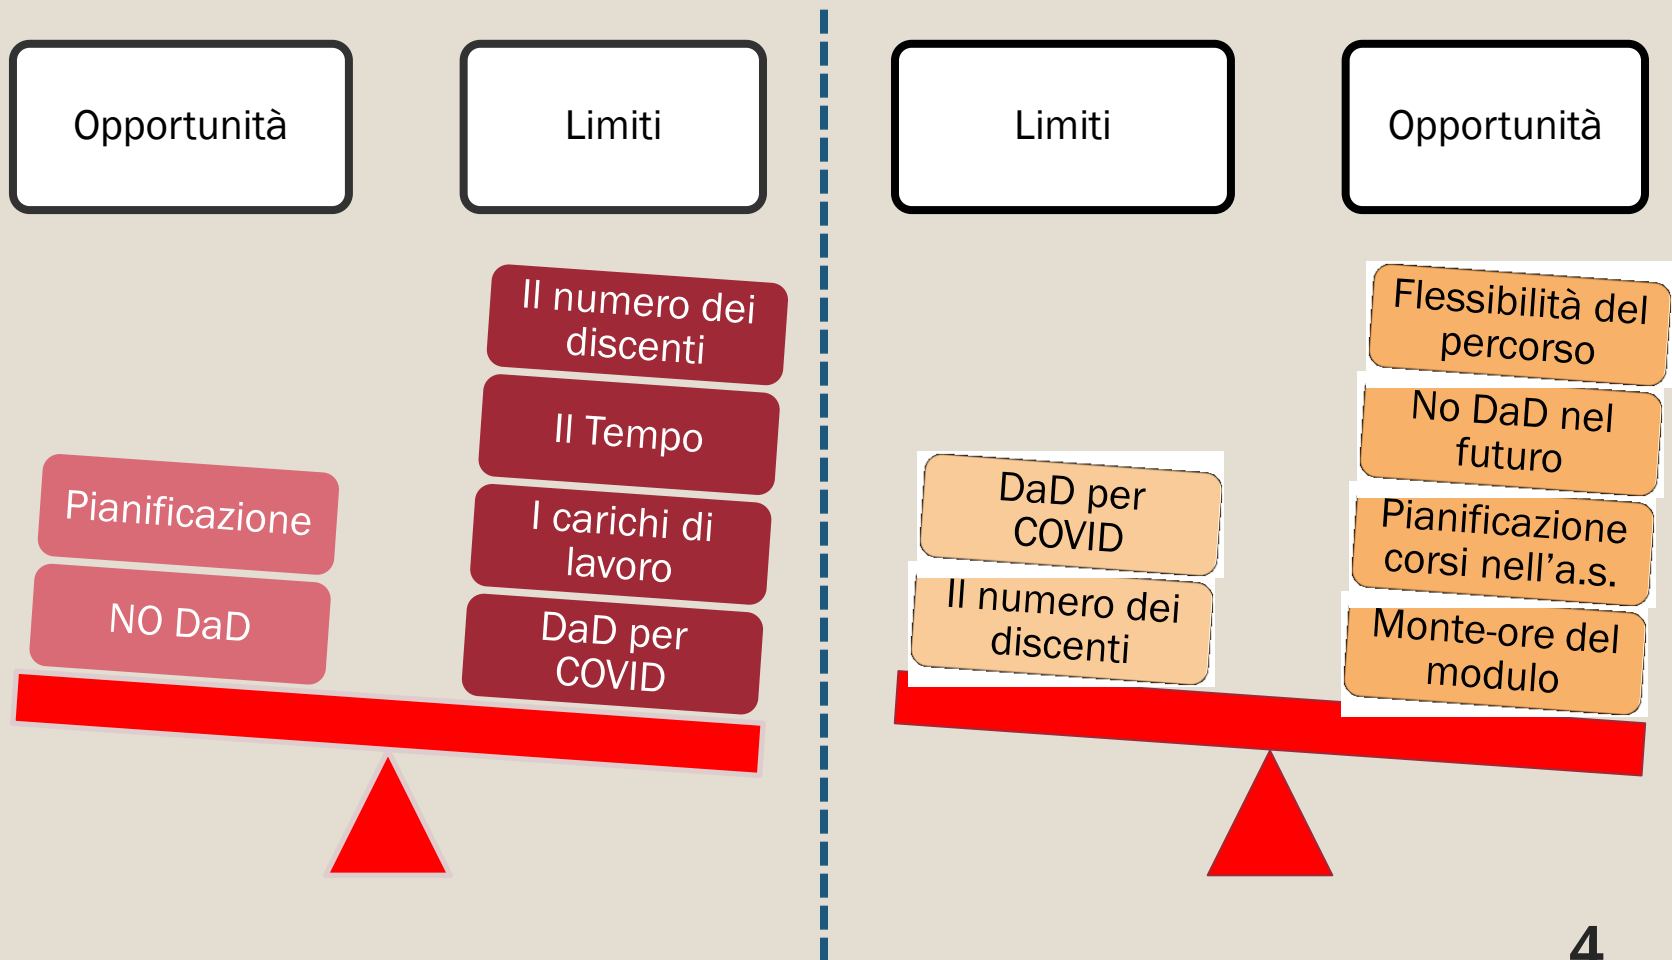 Opportunità
Limiti
Il numero dei
discenti
Il Tempo
I carichi di
lavoro
DaD per
COVID
Pianificazione
NO DaD
Limiti
Opportunità
DaD per
COVID
Il numero dei
discenti
Flessibilità del
percorso
No DaD nel
futuro
Pianificazione
corsi nell’a.s.
Monte-ore del
modulo
4